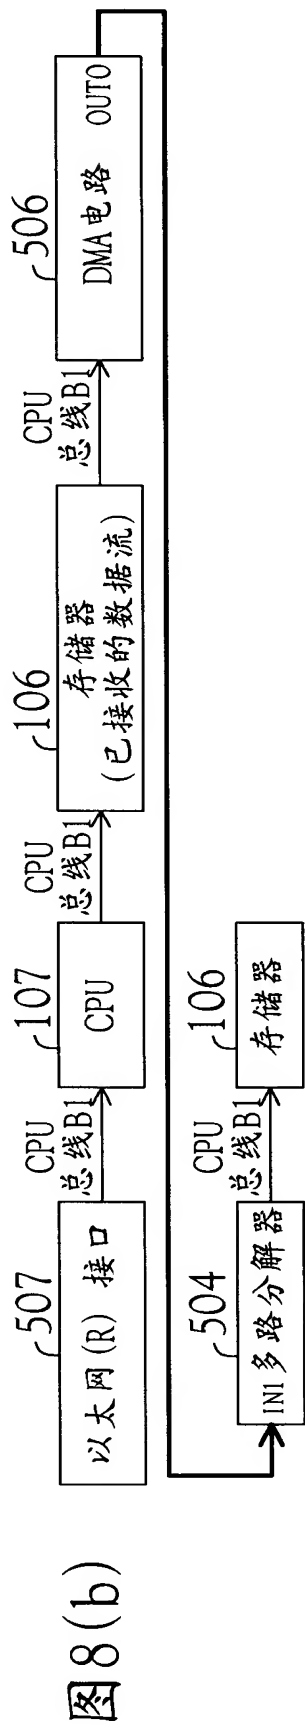 图8(b)
507
以太网(R) 接口
CPU
总线B1
107
CPU
CPU
总线B1
106
存储器
(已接收的数据流)
CPU
总线B1
506
DMA电路
OUT0
504
IN1
多路分解器
CPU
总线B1
106
存储器